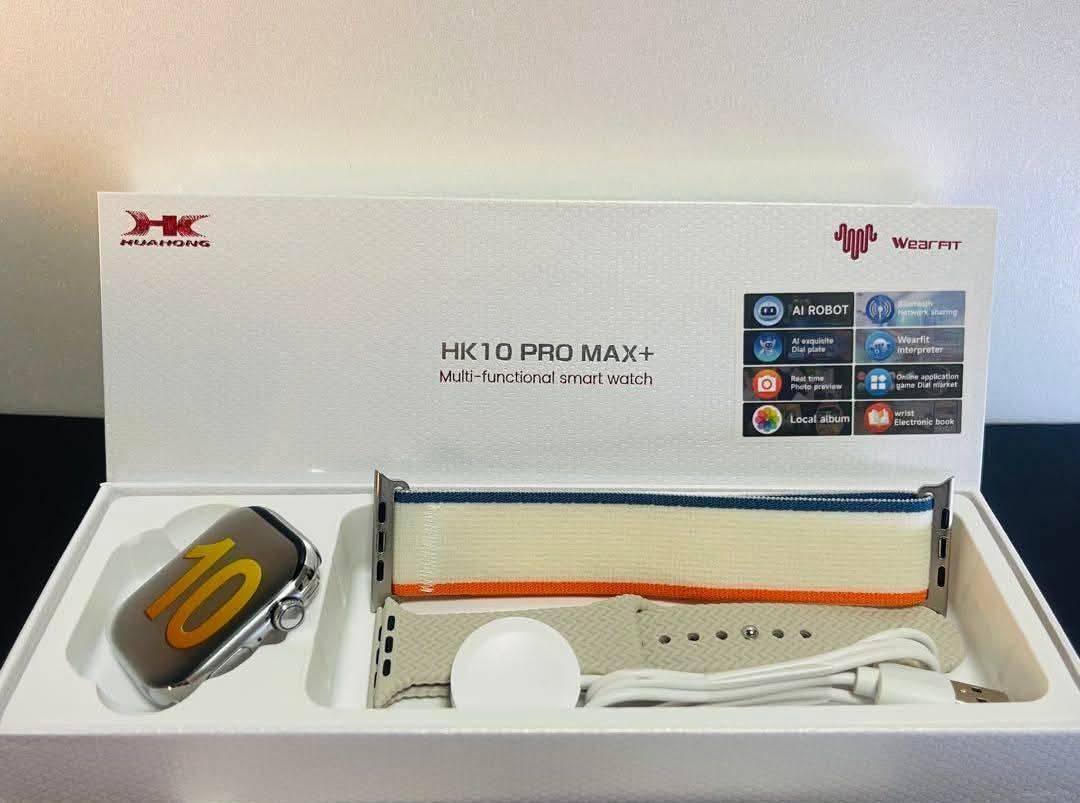 HK
HUAHONG
WearFIT
HK10 PRO MAX+
Multi-functional smart watch
AI ROBOT
Bluetooth
Network sharing
AI exquisite
Dial plate
Wearfit
interpreter
Real time
Photo preview
Online application
game Dial market
Local album
wrist
Electronic book
10